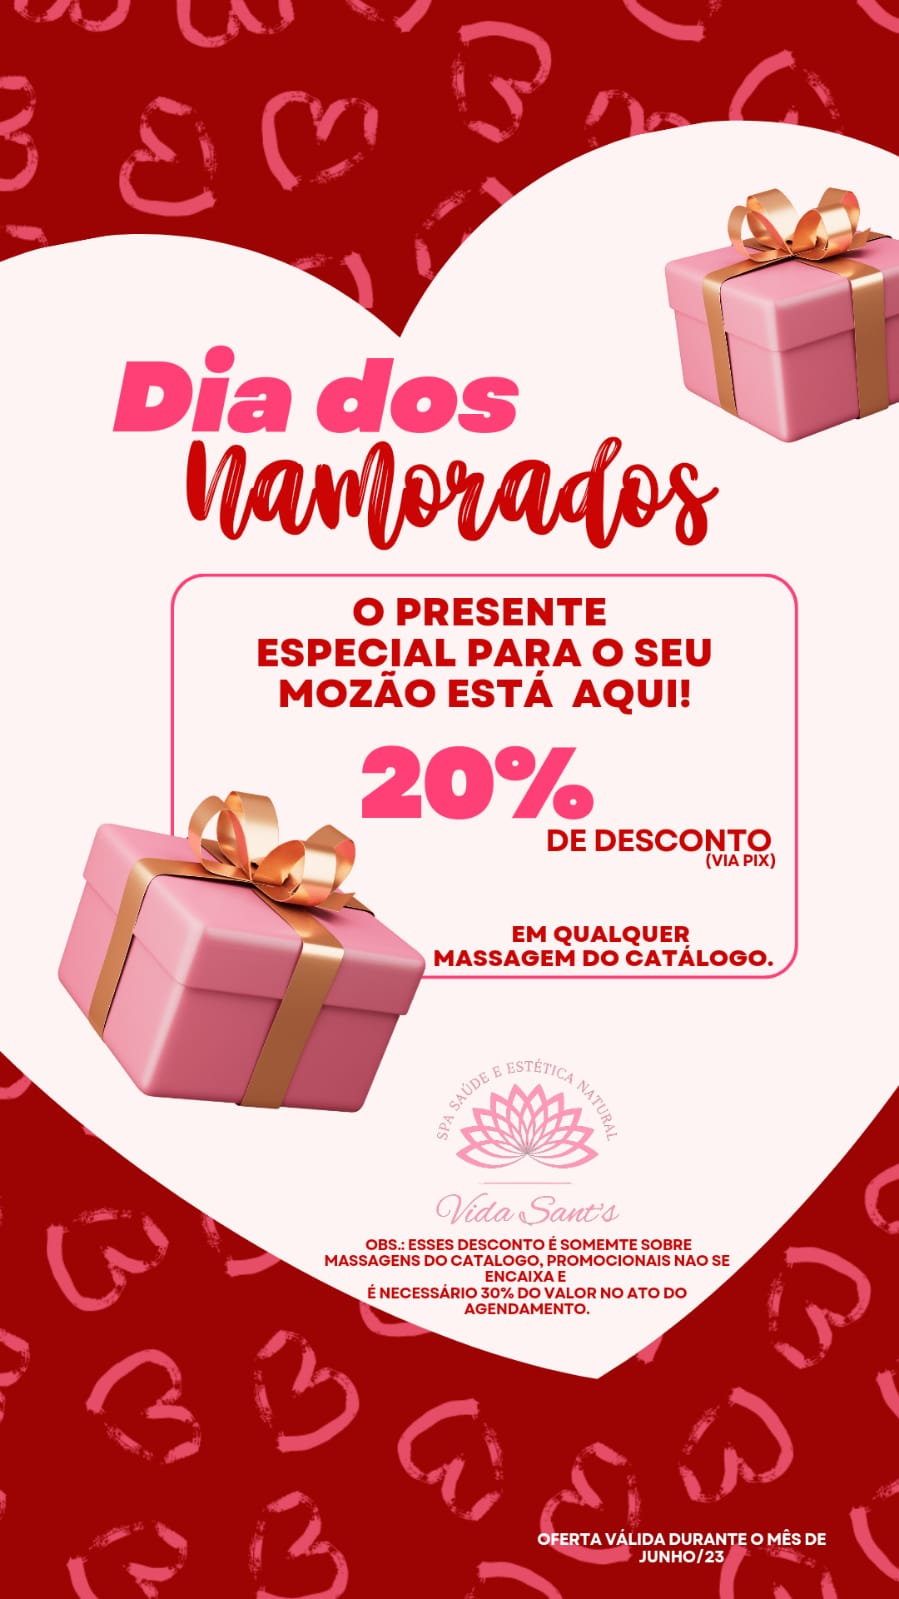 Dia dos
Namorados
O PRESENTE
ESPECIAL PARA O SEU
MOZÃO ESTÁ AQUI!
20%
DE DESCONTO
(VIA PIX)
EM QUALQUER
MASSAGEM DO CATÁLOGO.
SPA SAÚDE E ESTÉTICA NATURAL
Vida Sant's
OBS.: ESSES DESCONTO É SOMEMTE SOBRE
MASSAGENS DO CATALOGO, PROMOCIONAIS NAO SE
ENCAIXA E
É NECESSÁRIO 30% DO VALOR NO ATO DO
AGENDAMENTO.
OFERTA VÁLIDA DURANTE O MÊS DE
JUNHO/23